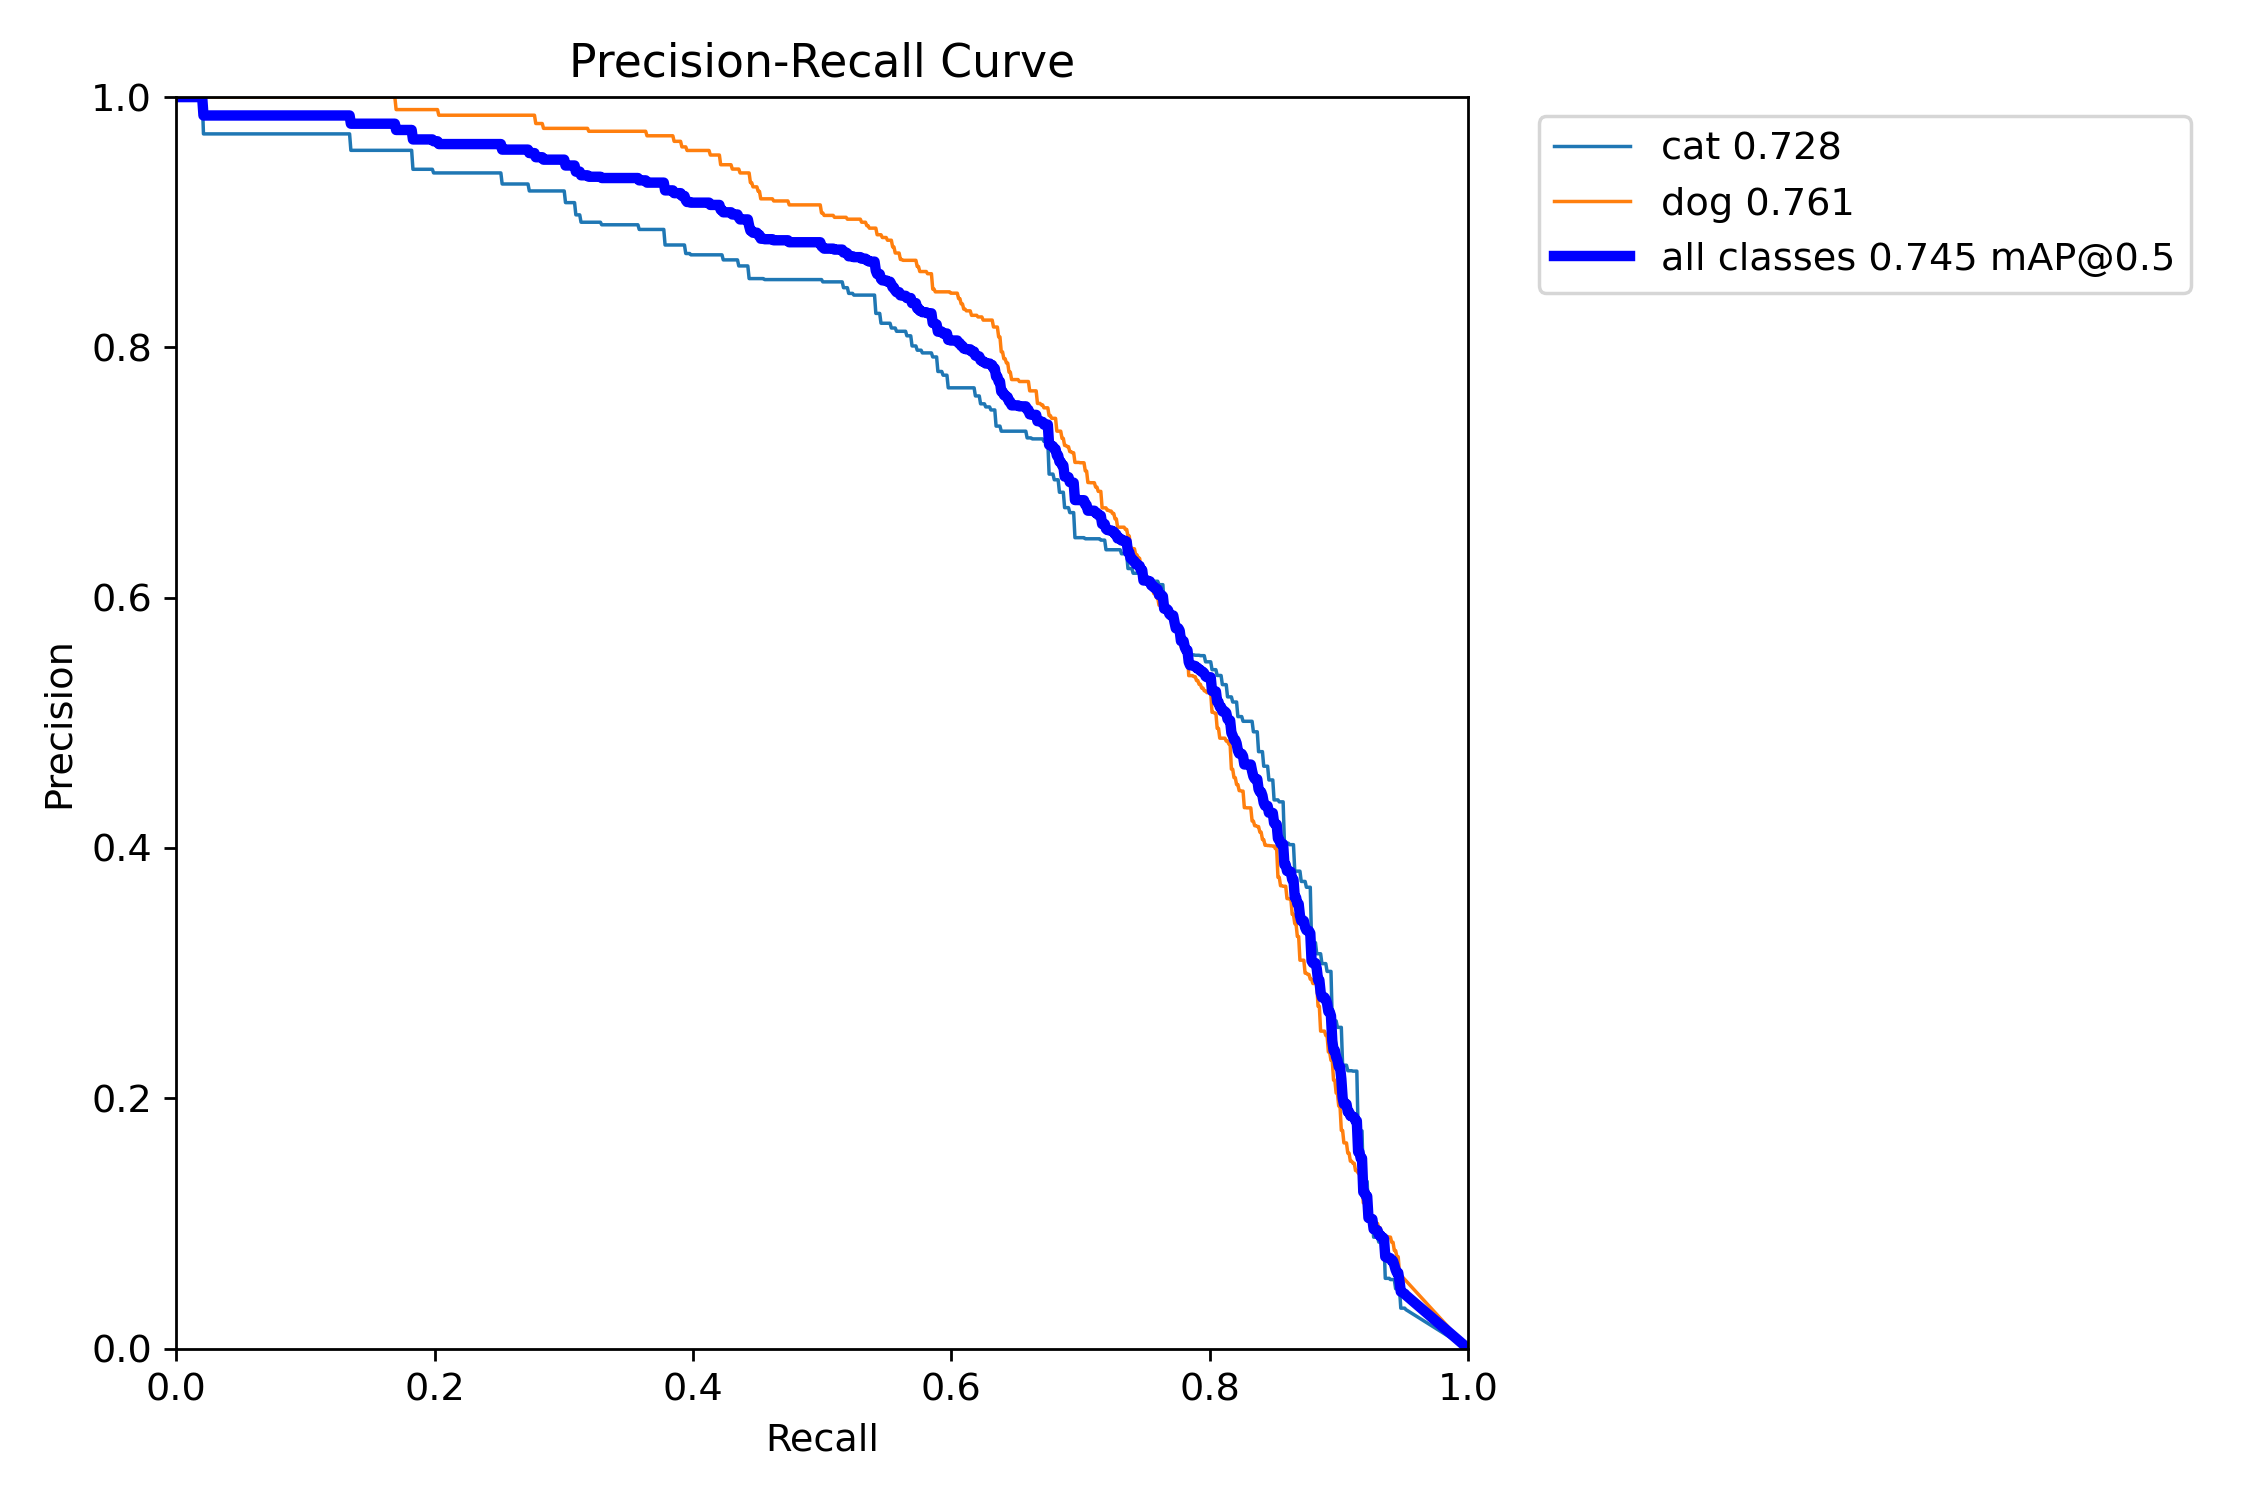 Precision-Recall Curve
1.0
0.8
0.6
0.4
0.2
0.0
Precision
0.0 0.2 0.4 0.6 0.8 1.0
Recall
cat 0.728
dog 0.761
all classes 0.745 mAP@0.5